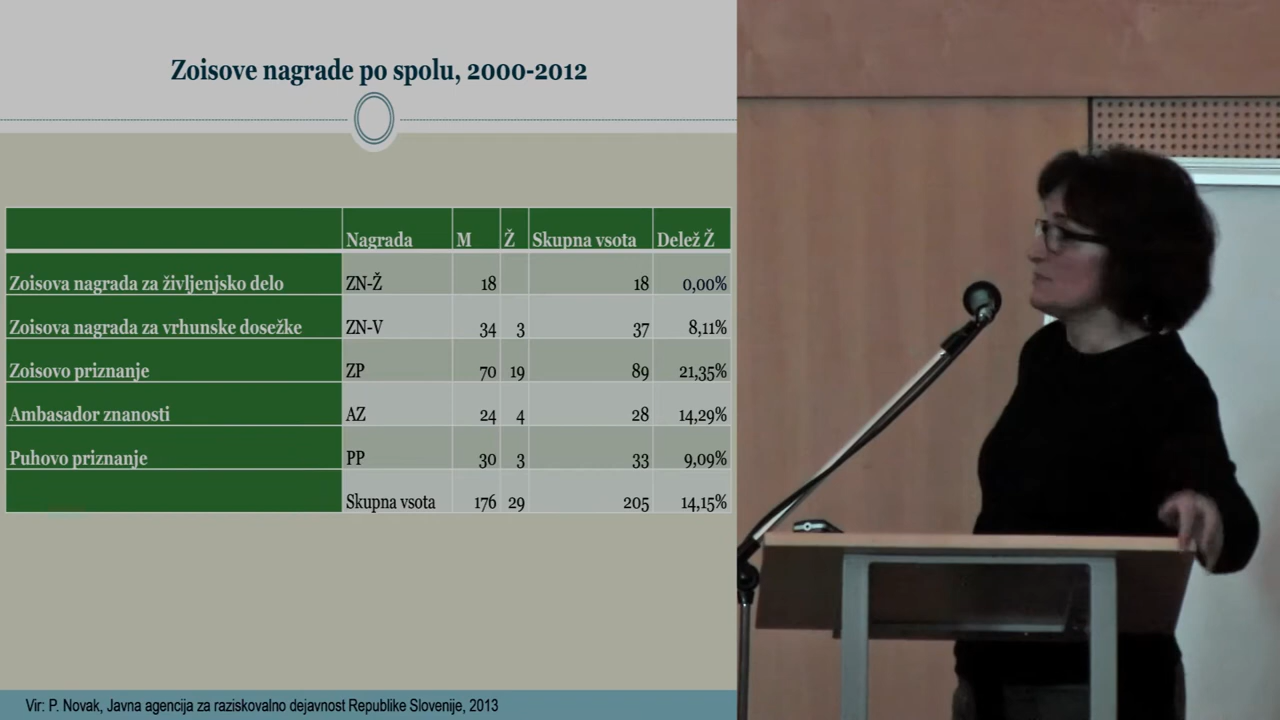 Zoisove nagrade po spolu, 2000-2012
Nagrada M Ž Skupna vsota Delež Ž
Zoisova nagrada za življenjsko delo ZN-Ž 18 18 0,00%
Zoisova nagrada za vrhunske dosežke ZN-V 34 3 37 8,11%
Zoisovo priznanje ZP 70 19 89 21,35%
Ambasador znanosti AZ 24 4 28 14,29%
Puhovo priznanje PP 30 3 33 9,09%
Skupna vsota 176 29 205 14,15%
Vir: P. Novak, Javna agencija za raziskovalno dejavnost Republike Slovenije, 2013